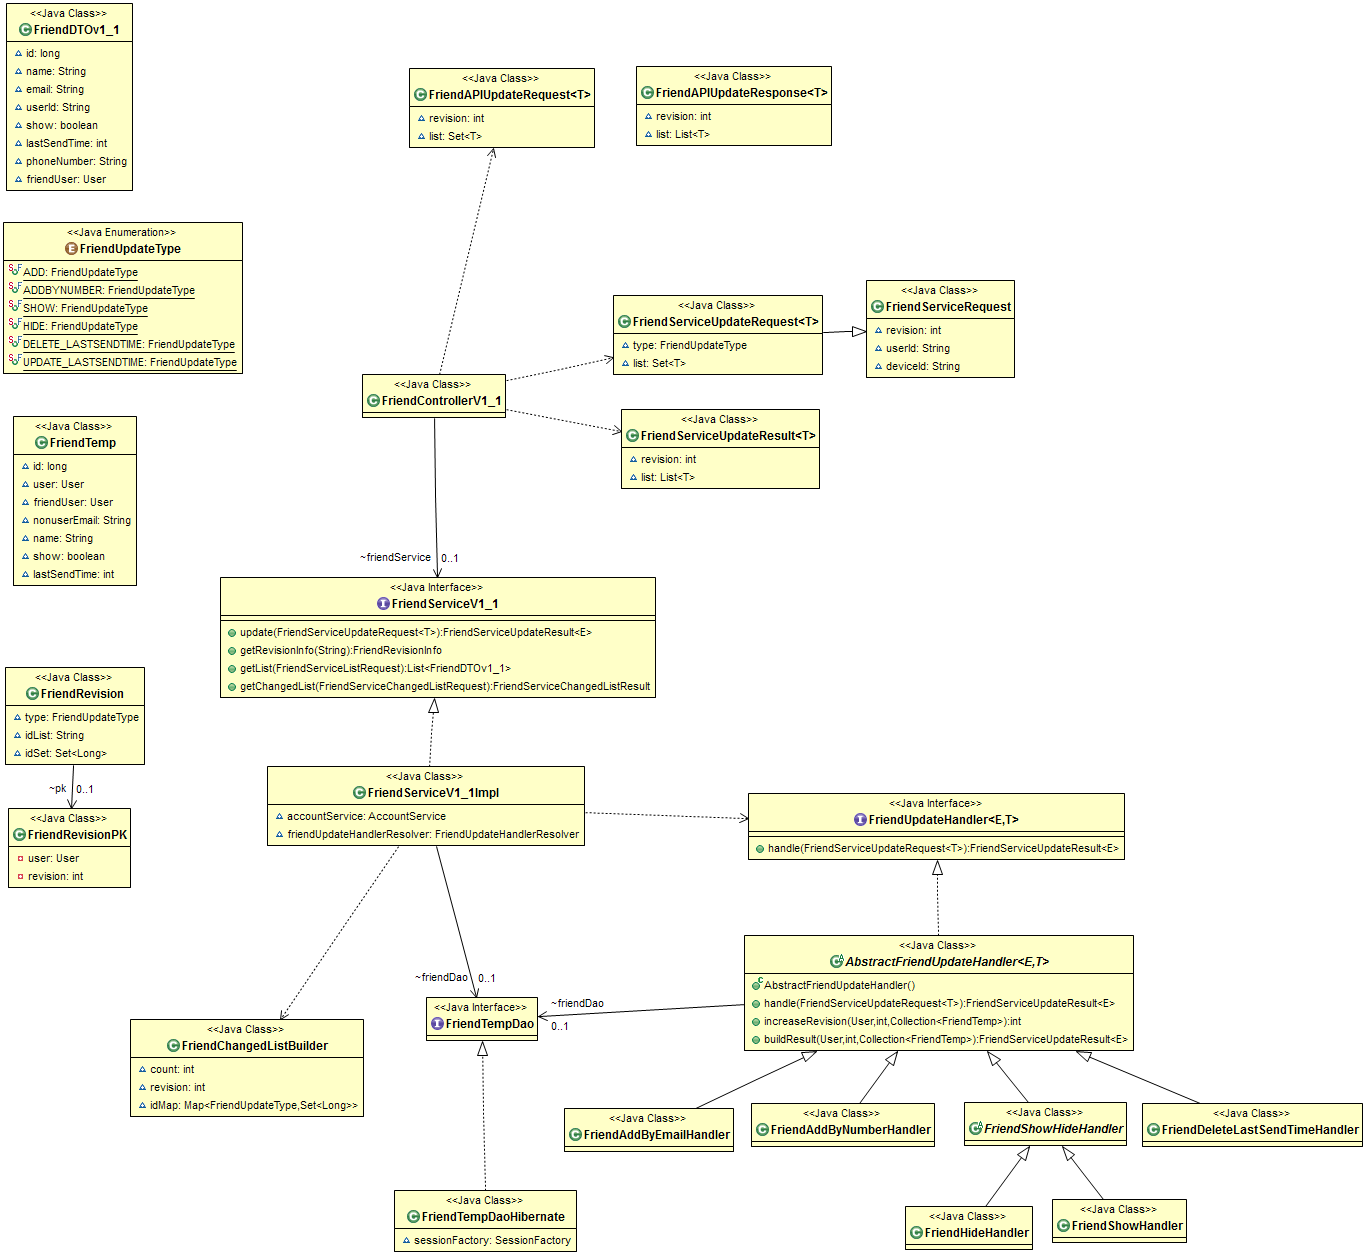 <<Java Class>>
FriendDTOv1_1
id: long
name: String
email: String
userId: String
show: boolean
lastSendTime: int
phoneNumber: String
friendUser: User
<<Java Class>>
FriendAPIUpdateRequest<T>
revision: int
list: Set<T>
<<Java Class>>
FriendAPIUpdateResponse<T>
revision: int
list: List<T>
<<Java Enumeration>>
FriendUpdateType
ADD: FriendUpdateType
ADDBYNUMBER: FriendUpdateType
SHOW: FriendUpdateType
HIDE: FriendUpdateType
DELETE_LASTSENDTIME: FriendUpdateType
UPDATE_LASTSENDTIME: FriendUpdateType
<<Java Class>>
FriendServiceUpdateRequest<T>
type: FriendUpdateType
list: Set<T>
<<Java Class>>
FriendServiceRequest
revision: int
userId: String
deviceId: String
<<Java Class>>
FriendControllerV1_1
<<Java Class>>
FriendServiceUpdateResult<T>
revision: int
list: List<T>
<<Java Class>>
FriendTemp
id: long
user: User
friendUser: User
nonuserEmail: String
name: String
show: boolean
lastSendTime: int
~friendService 0..1
<<Java Interface>>
FriendServiceV1_1
update(FriendServiceUpdateRequest<T>):FriendServiceUpdateResult<E>
getRevisionInfo(String):FriendRevisionInfo
getList(FriendServiceListRequest):List<FriendDTOv1_1>
getChangedList(FriendServiceChangedListRequest):FriendServiceChangedListResult
<<Java Class>>
FriendRevision
type: FriendUpdateType
idList: String
idSet: Set<Long>
~pk 0..1
<<Java Class>>
FriendRevisionPK
user: User
revision: int
<<Java Class>>
FriendServiceV1_1Impl
accountService: AccountService
friendUpdateHandlerResolver: FriendUpdateHandlerResolver
<<Java Interface>>
FriendUpdateHandler<E,T>
handle(FriendServiceUpdateRequest<T>):FriendServiceUpdateResult<E>
<<Java Class>>
AbstractFriendUpdateHandler<E,T>
AbstractFriendUpdateHandler()
handle(FriendServiceUpdateRequest<T>):FriendServiceUpdateResult<E>
increaseRevision(User,int,Collection<FriendTemp>):int
buildResult(User,int,Collection<FriendTemp>):FriendServiceUpdateResult<E>
~friendDao 0..1
~friendDao
0..1
<<Java Interface>>
FriendTempDao
<<Java Class>>
FriendChangedListBuilder
count: int
revision: int
idMap: Map<FriendUpdateType,Set<Long>>
<<Java Class>>
FriendAddByEmailHandler
<<Java Class>>
FriendAddByNumberHandler
<<Java Class>>
FriendShowHideHandler
<<Java Class>>
FriendDeleteLastSendTimeHandler
<<Java Class>>
FriendTempDaoHibernate
sessionFactory: SessionFactory
<<Java Class>>
FriendHideHandler
<<Java Class>>
FriendShowHandler